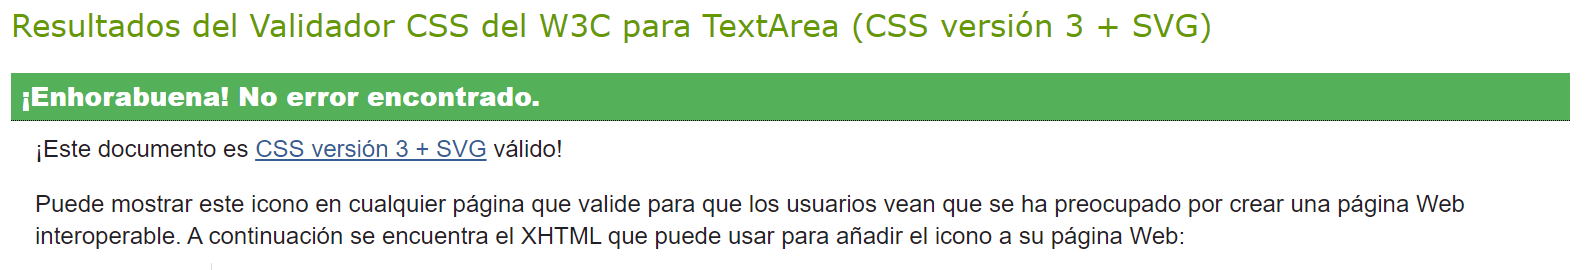 Resultados del Validador CSS del W3C para TextArea (CSS versión 3 + SVG)
¡Enhorabuena! No error encontrado.
¡Este documento es CSS versión 3 + SVG válido!
Puede mostrar este icono en cualquier página que valide para que los usuarios vean que se ha preocupado por crear una página Web
interoperable. A continuación se encuentra el XHTML que puede usar para añadir el icono a su página Web: